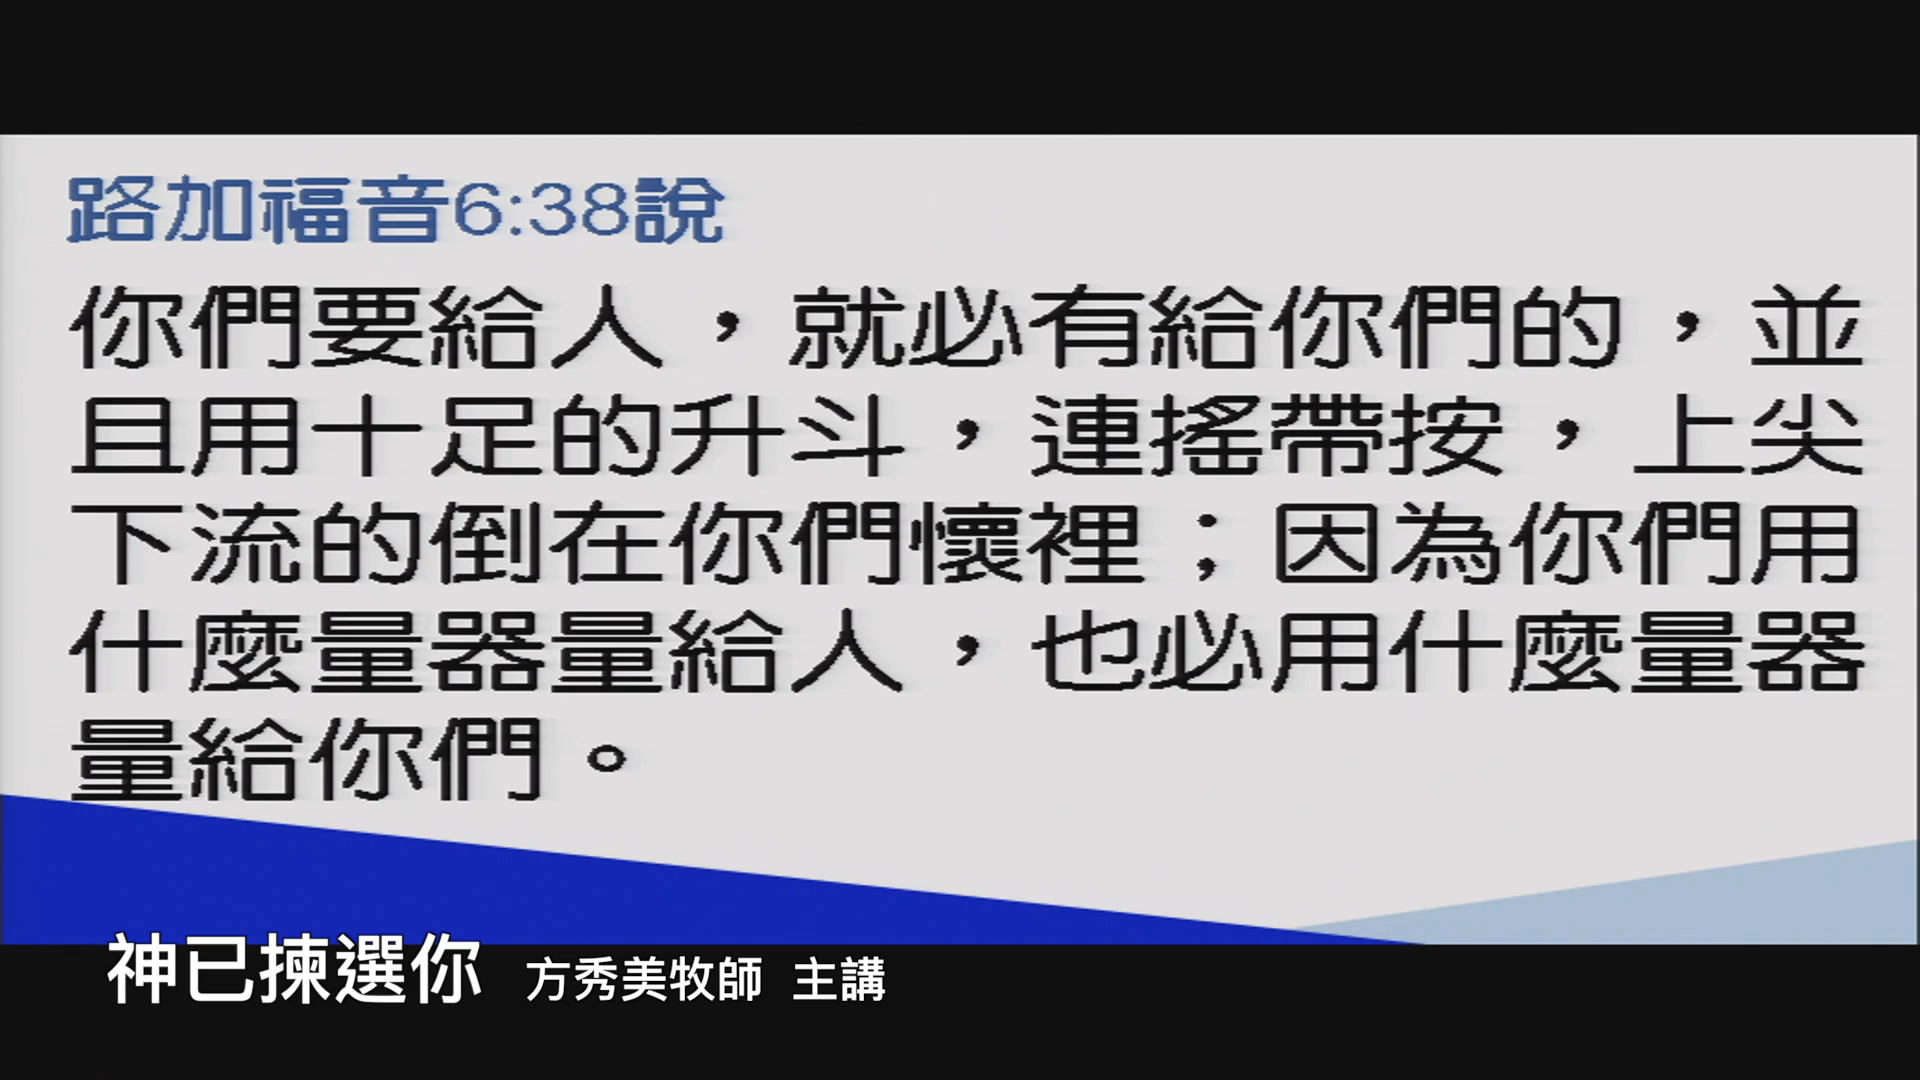 路加福音6:38說
你們要給人，就必有給你們的，並
且用十足的升斗，連搖帶按，上尖
下流的倒在你們懷裡；因為你們用
什麼量器量給人，也必用什麼量器
量給你們。
神已揀選你 方秀美牧師 主講